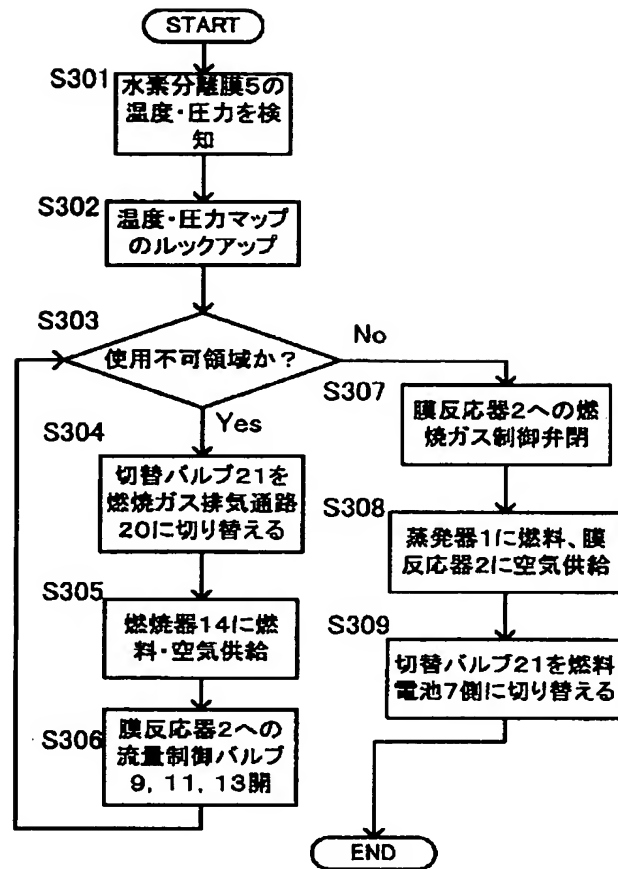 START
S301
水素分離膜5の
温度・圧力を検
知
S302
温度・圧力マップ
のルックアップ
S303
使用不可領域か？
No
Yes
S304
切替バルブ21を
燃焼ガス排気通路
20に切り替える
S305
燃焼器14に燃
料・空気供給
S306
膜反応器2への
流量制御バルブ
9, 11, 13開
S307
膜反応器2への燃
焼ガス制御弁閉
S308
蒸発器1に燃料、膜
反応器2に空気供給
S309
切替バルブ21を燃料
電池7側に切り替える
END